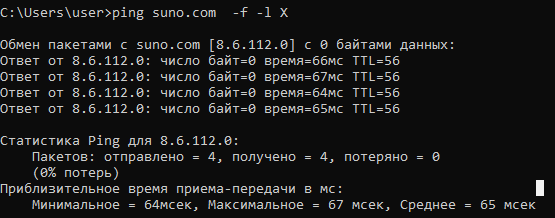 C:\Users\user>ping suno.com  -f -l X
Обмен пакетами с suno.com [8.6.112.0] с 0 байтами данных:
Ответ от 8.6.112.0: число байт=0 время=66мс TTL=56
Ответ от 8.6.112.0: число байт=0 время=67мс TTL=56
Ответ от 8.6.112.0: число байт=0 время=64мс TTL=56
Ответ от 8.6.112.0: число байт=0 время=65мс TTL=56
Статистика Ping для 8.6.112.0:
    Пакетов: отправлено = 4, получено = 4, потеряно = 0
    (0% потерь)
Приблизительное время приема-передачи в мс:
    Минимальное = 64мсек, Максимальное = 67 мсек, Среднее = 65 мсек